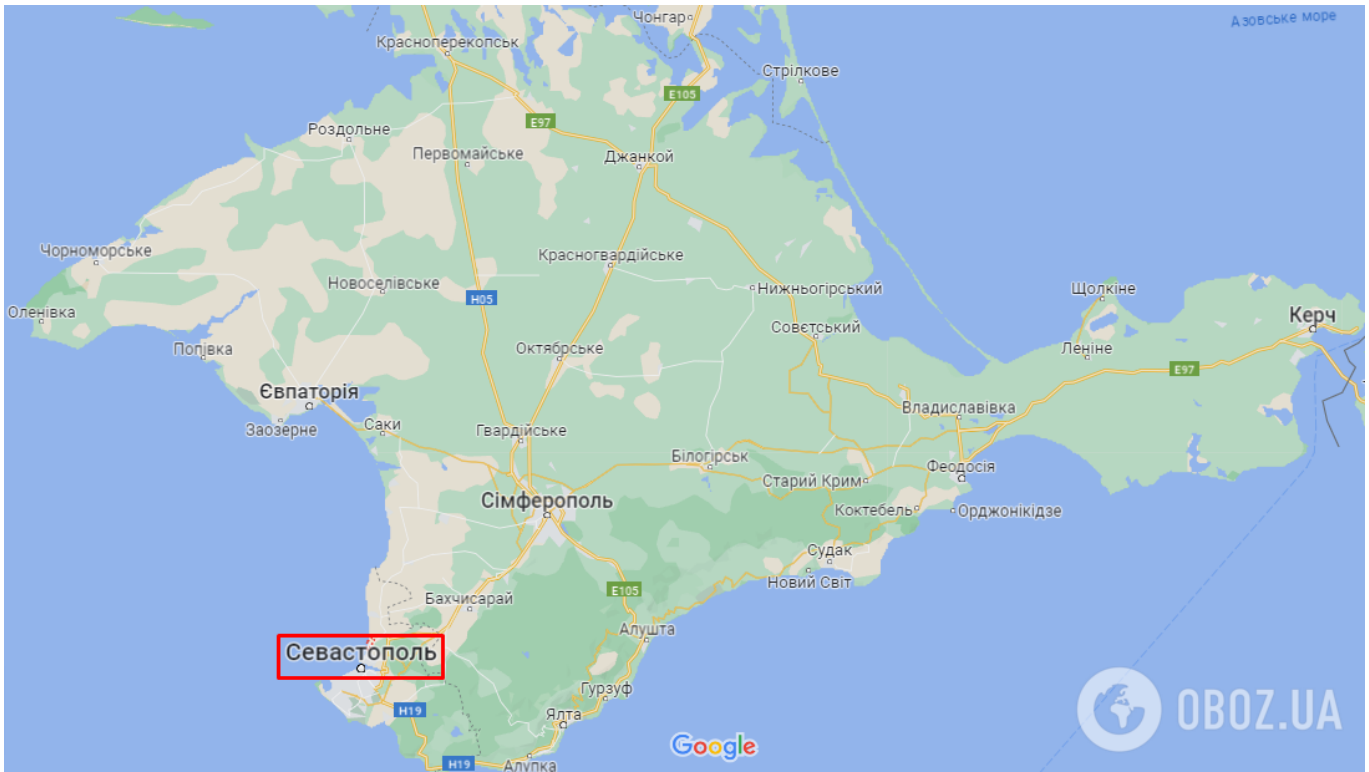 Чонгар
Азовське море
Красноперекопськ
Стрілкове
E105
E97
Роздольне
Первомайське
Джанкой
Чорноморське
Красногвардійське
Новоселівське
Нижньогірський
Щолкіне
H05
Оленівка
Керч
Совєтський
Попівка
Октябрське
Леніне
E97
Євпаторія
Владиславівка
Заозерне
Саки
Гвардійське
Білогірськ
Феодосія
Старий Крим
Сімферополь
Коктебель
Орджонікідзе
Судак
Новий Світ
E105
Бахчисарай
Алушта
Севастополь
Гурзуф
H19
Ялта
OBOZ.UA
Google
H19
Алупка